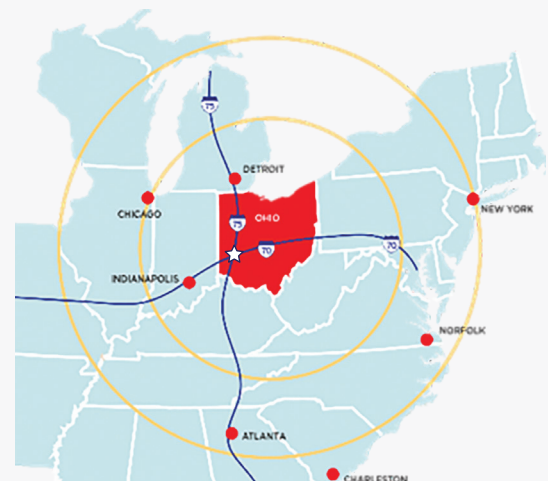 75
DETROIT
CHICAGO
OHIO
NEW YORK
75
70
70
INDIANAPOLIS
NORFOLK
ATLANTA
CHARLESTON